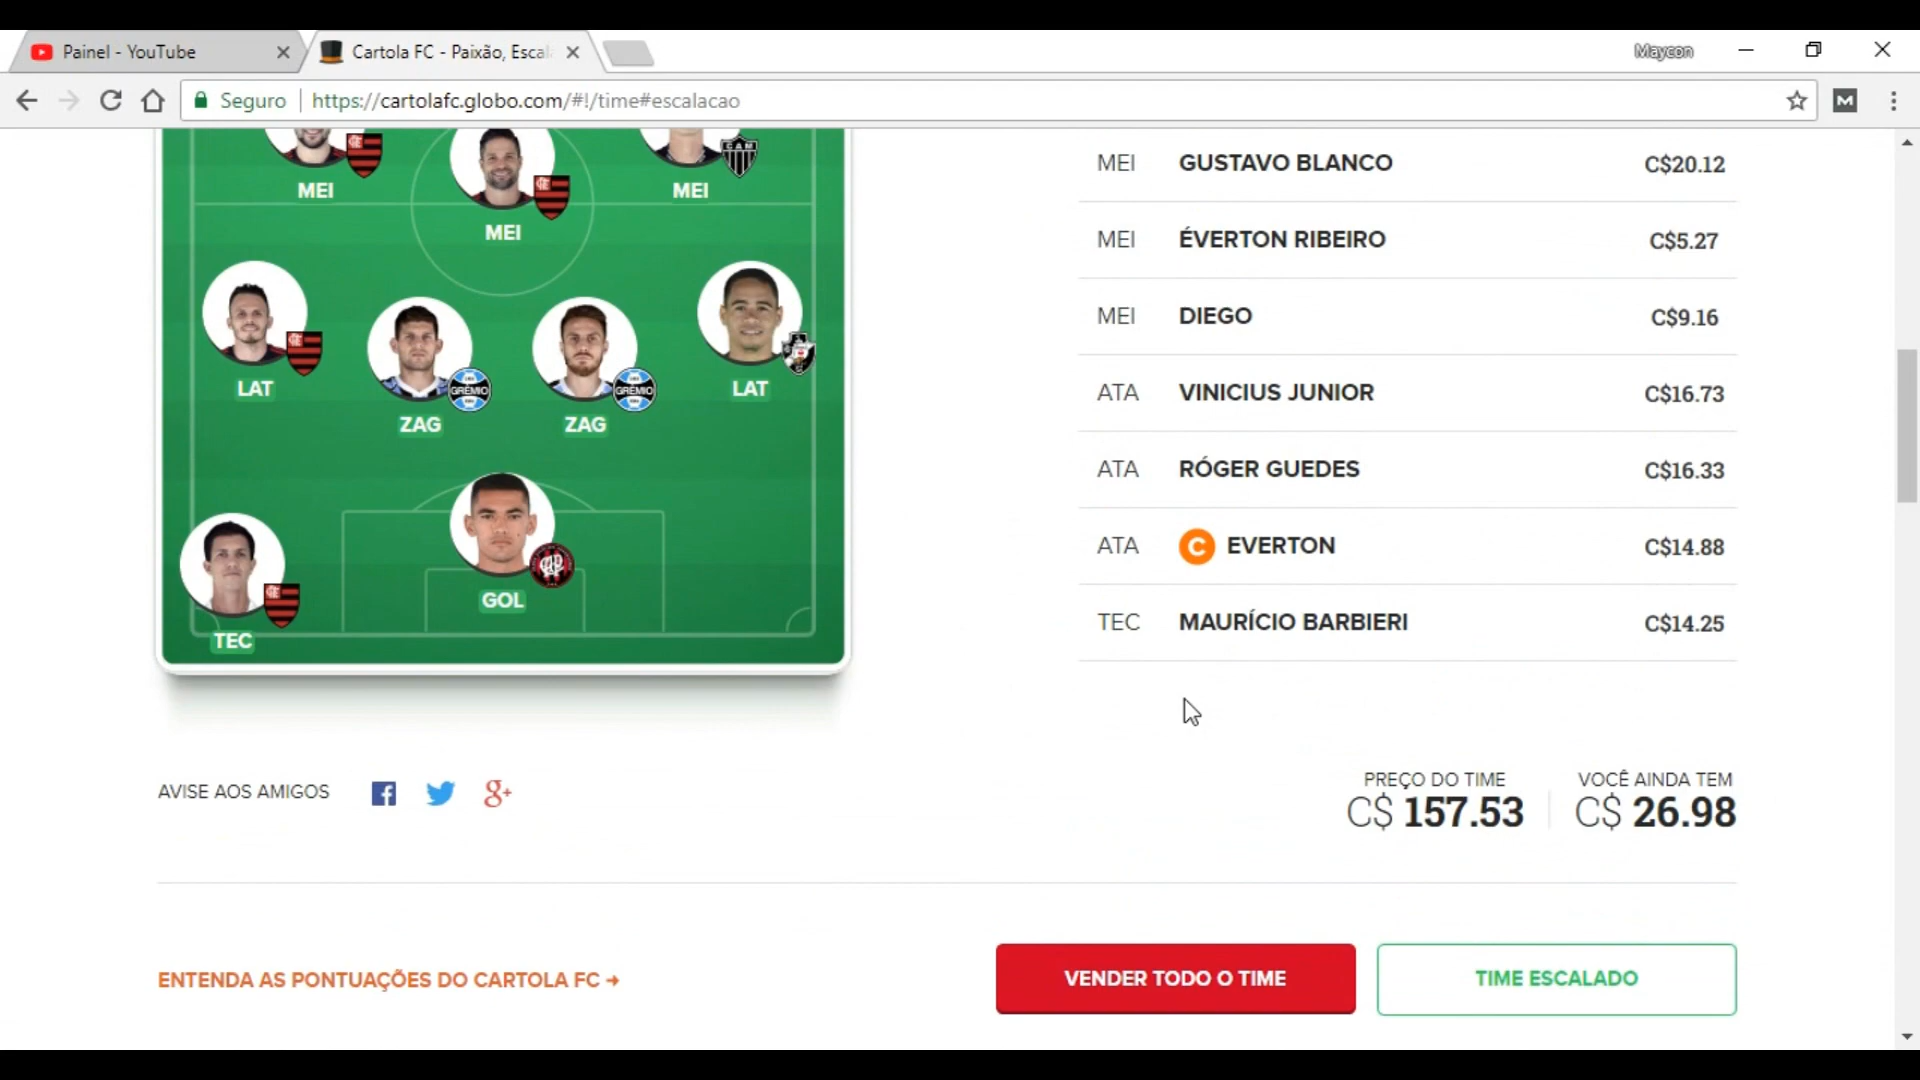 Painel - YouTube
Cartola FC - Paixão, Escal
Maycon
Seguro
https://cartolafc.globo.com/#!/time#escalacao
MEI
MEI
MEI
CAM
LAT
ZAG
ZAG
LAT
GRÊMIO
GRÊMIO
GOL
TEC
MEI GUSTAVO BLANCO C$20.12
MEI ÉVERTON RIBEIRO C$5.27
MEI DIEGO C$9.16
ATA VINICIUS JUNIOR C$16.73
ATA RÓGER GUEDES C$16.33
ATA C EVERTON C$14.88
TEC MAURÍCIO BARBIERI C$14.25
AVISE AOS AMIGOS
PREÇO DO TIME
C$ 157.53
VOCÊ AINDA TEM
C$ 26.98
ENTENDA AS PONTUAÇÕES DO CARTOLA FC →
VENDER TODO O TIME
TIME ESCALADO